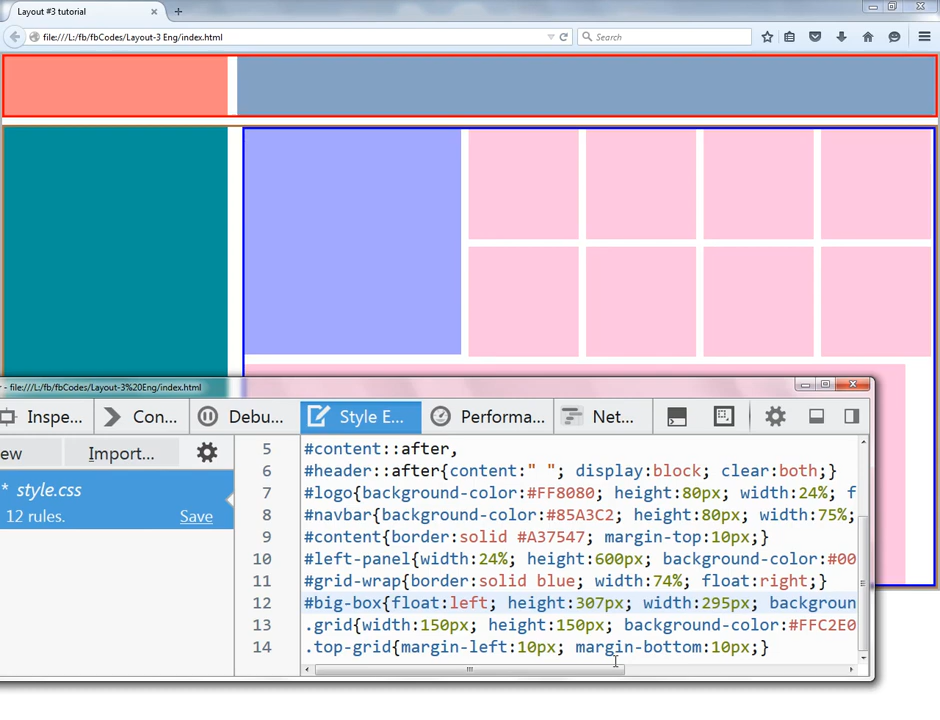 Layout #3 tutorial
file:///L:/fb/fbCodes/Layout-3 Eng/index.html
Search
- file:///L:/fb/fbCodes/Layout-3%20Eng/index.html
Inspe... Con... Debu... Style E... Performa... Net...
ew Import...
* style.css
12 rules. Save
5 #content::after,
6 #header::after{content:" "; display:block; clear:both;}
7 #logo{background-color:#FF8080; height:80px; width:24%; f
8 #navbar{background-color:#85A3C2; height:80px; width:75%;
9 #content{border:solid #A37547; margin-top:10px;}
10 #left-panel{width:24%; height:600px; background-color:#00
11 #grid-wrap{border:solid blue; width:74%; float:right;}
12 #big-box{float:left; height:307px; width:295px; backgroun
13 .grid{width:150px; height:150px; background-color:#FFC2E0
14 .top-grid{margin-left:10px; margin-bottom:10px;}